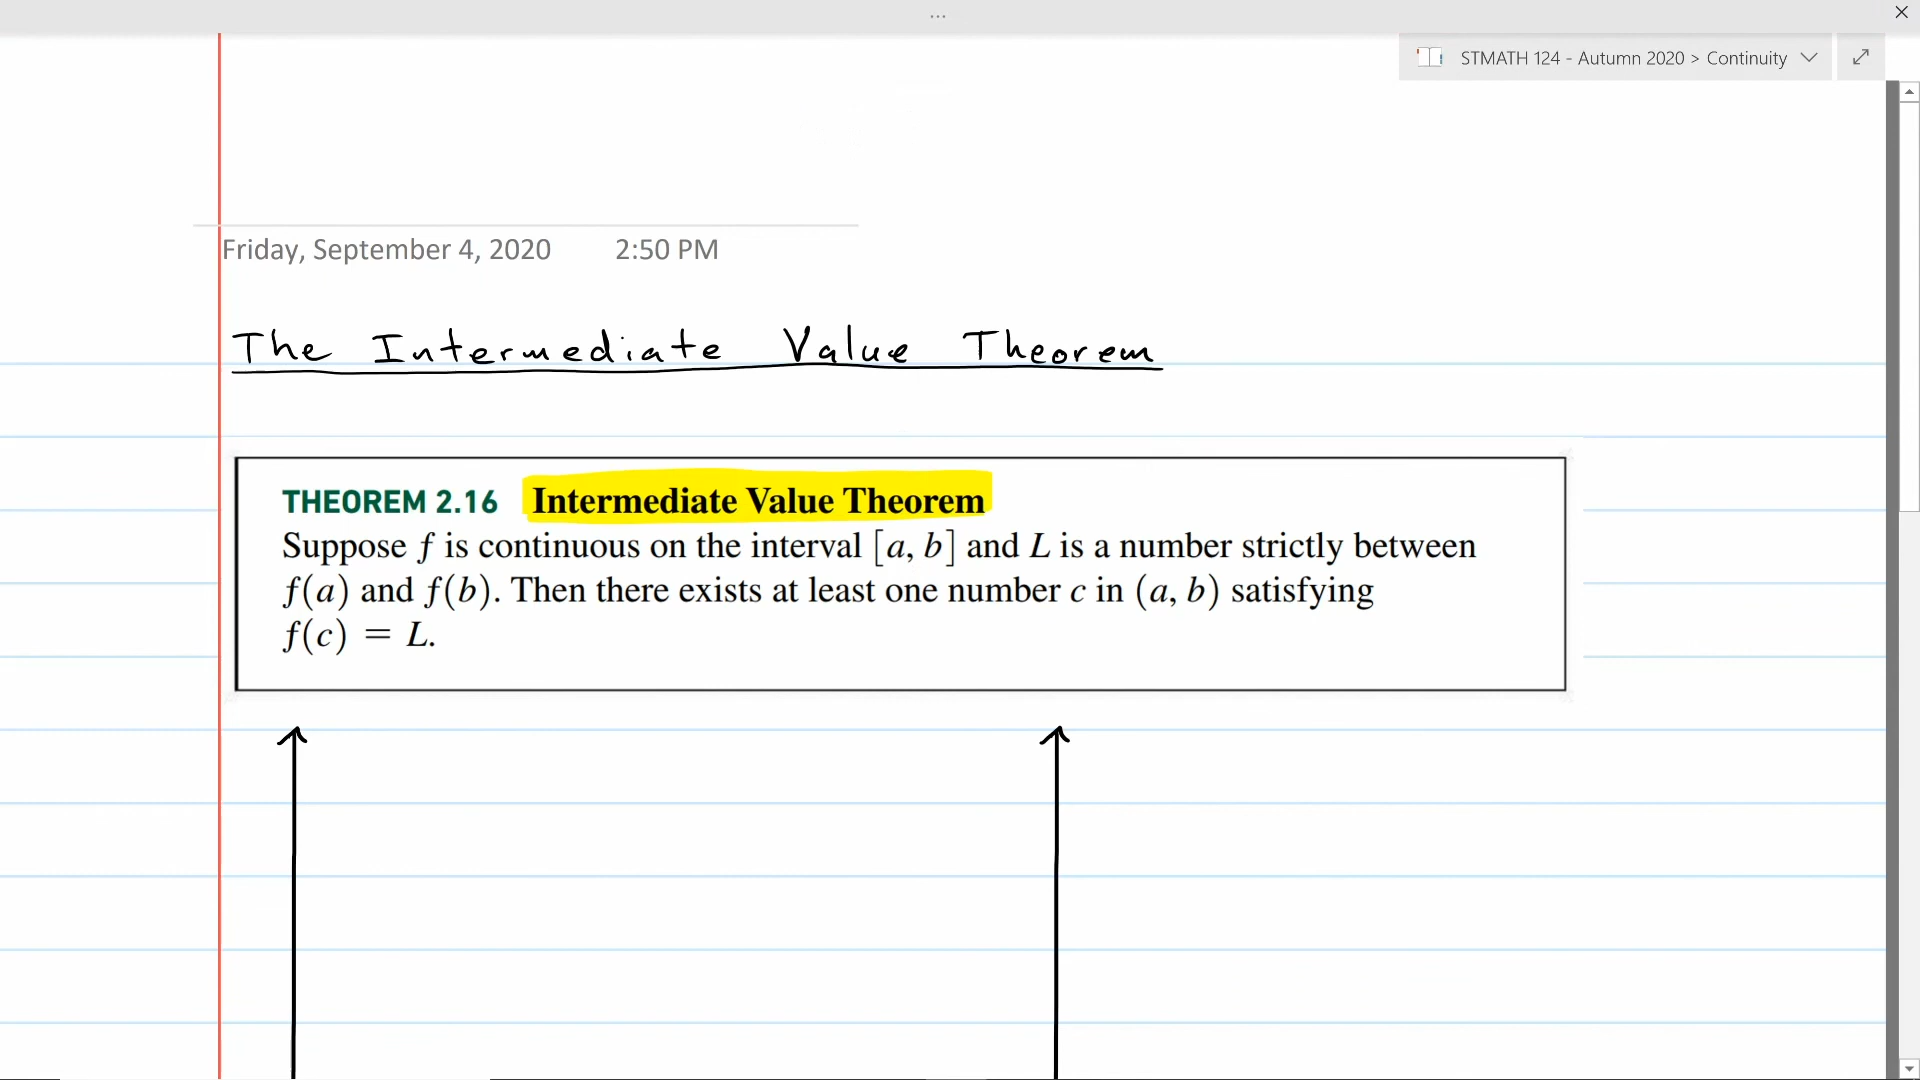 ...
STMATH 124 - Autumn 2020 > Continuity
Friday, September 4, 2020 2:50 PM
The Intermediate Value Theorem
THEOREM 2.16 Intermediate Value Theorem
Suppose f is continuous on the interval [a, b] and L is a number strictly between
f(a) and f(b). Then there exists at least one number c in (a, b) satisfying
f(c) = L.